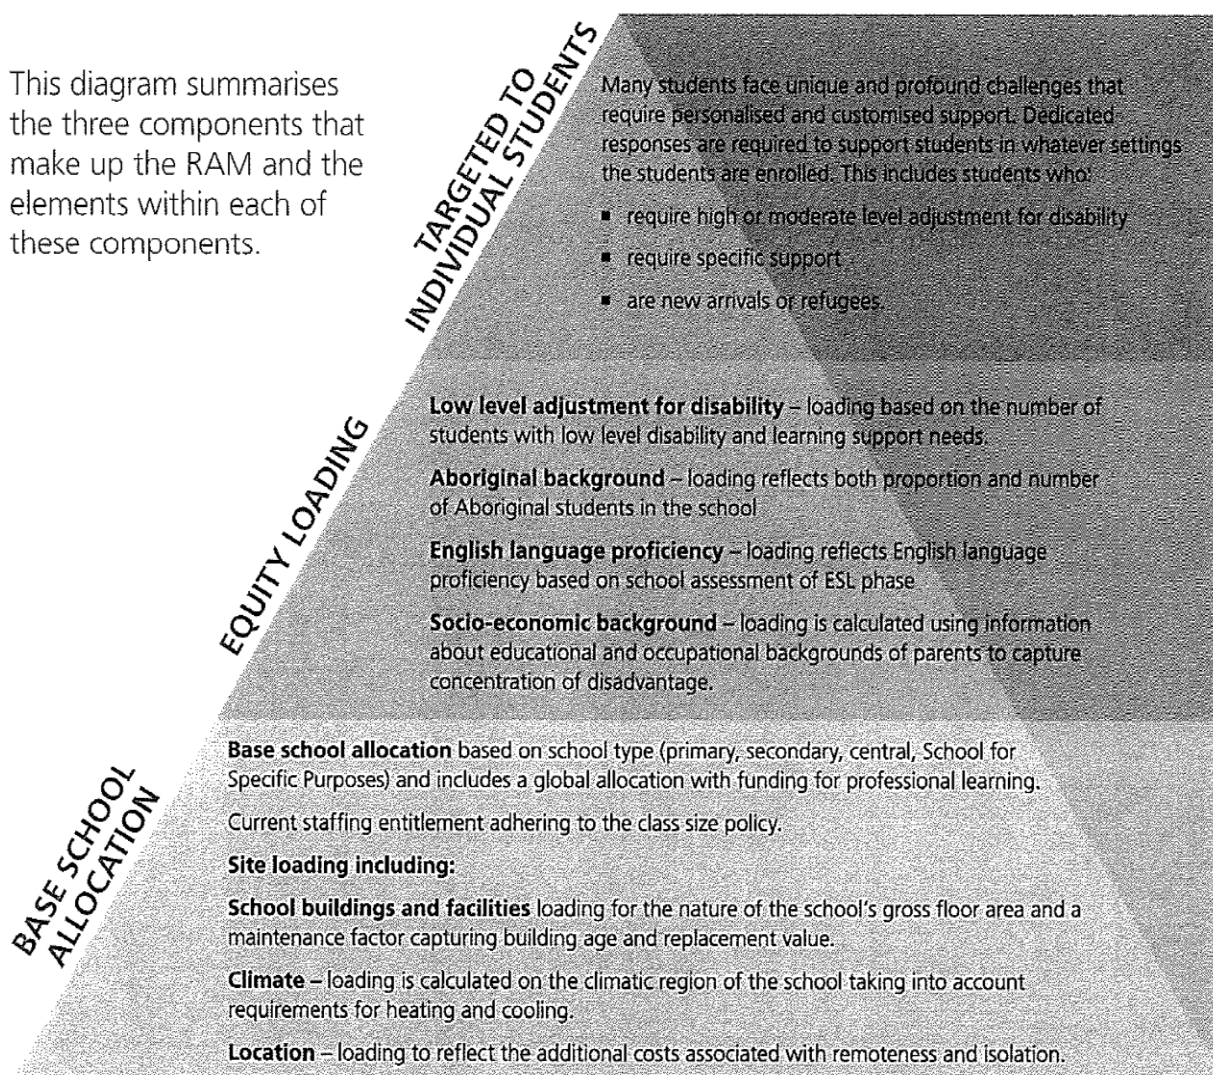 This diagram summarises
the three components that
make up the RAM and the
elements within each of
these components.
TARGETED TO
INDIVIDUAL STUDENTS
Many students face unique and profound challenges that
require personalised and customised support. Dedicated
responses are required to support students in whatever settings
the students are enrolled. This includes students who:
▪ require high or moderate level adjustment for disability
▪ require specific support
▪ are new arrivals or refugees.
EQUITY LOADING
Low level adjustment for disability – loading based on the number of
students with low level disability and learning support needs.
Aboriginal background – loading reflects both proportion and number
of Aboriginal students in the school
English language proficiency – loading reflects English language
proficiency based on school assessment of ESL phase
Socio-economic background – loading is calculated using information
about educational and occupational backgrounds of parents to capture
concentration of disadvantage.
BASE SCHOOL
ALLOCATION
Base school allocation based on school type (primary, secondary, central, School for
Specific Purposes) and includes a global allocation with funding for professional learning.
Current staffing entitlement adhering to the class size policy.
Site loading including:
School buildings and facilities loading for the nature of the school's gross floor area and a
maintenance factor capturing building age and replacement value.
Climate – loading is calculated on the climatic region of the school taking into account
requirements for heating and cooling.
Location – loading to reflect the additional costs associated with remoteness and isolation.